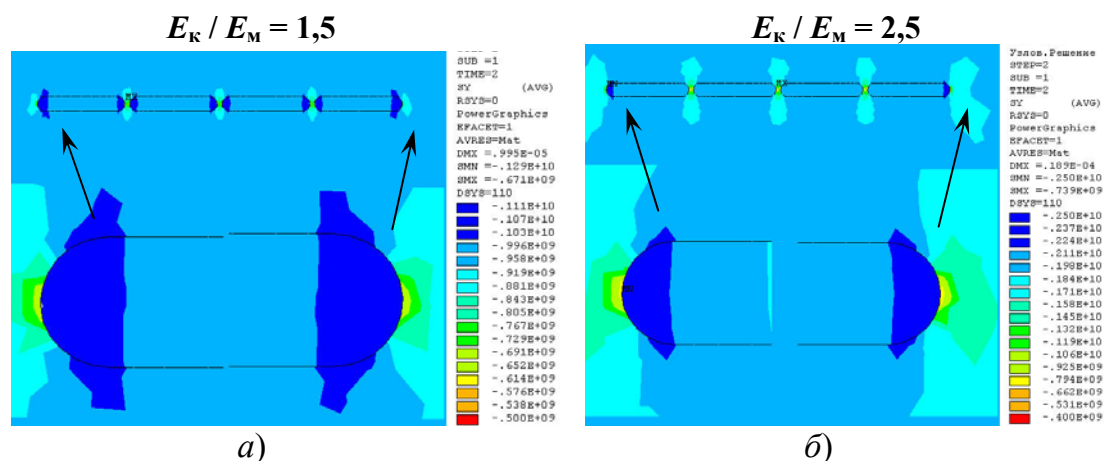 Eк / Eм = 1,5
Eк / Eм = 2,5
SUB =1
TIME=2
SY (AVG)
RSYS=0
PowerGraphics
EFACET=1
AVRES=Mat
DMX =.995E-05
SMN =-.129E+10
SMX =-.671E+09
DSYS=110
-.111E+10
-.107E+10
-.103E+10
-.996E+09
-.958E+09
-.919E+09
-.881E+09
-.843E+09
-.805E+09
-.767E+09
-.729E+09
-.691E+09
-.652E+09
-.614E+09
-.576E+09
-.538E+09
-.500E+09
Узлов.Решение
STEP=2
SUB =1
TIME=2
SY (AVG)
RSYS=0
PowerGraphics
EFACET=1
AVRES=Mat
DMX =.189E-04
SMN =-.250E+10
SMX =-.739E+09
DSYS=110
-.250E+10
-.237E+10
-.224E+10
-.211E+10
-.198E+10
-.184E+10
-.171E+10
-.158E+10
-.145E+10
-.132E+10
-.119E+10
-.106E+10
-.925E+09
-.794E+09
-.662E+09
-.531E+09
-.400E+09
а)
б)